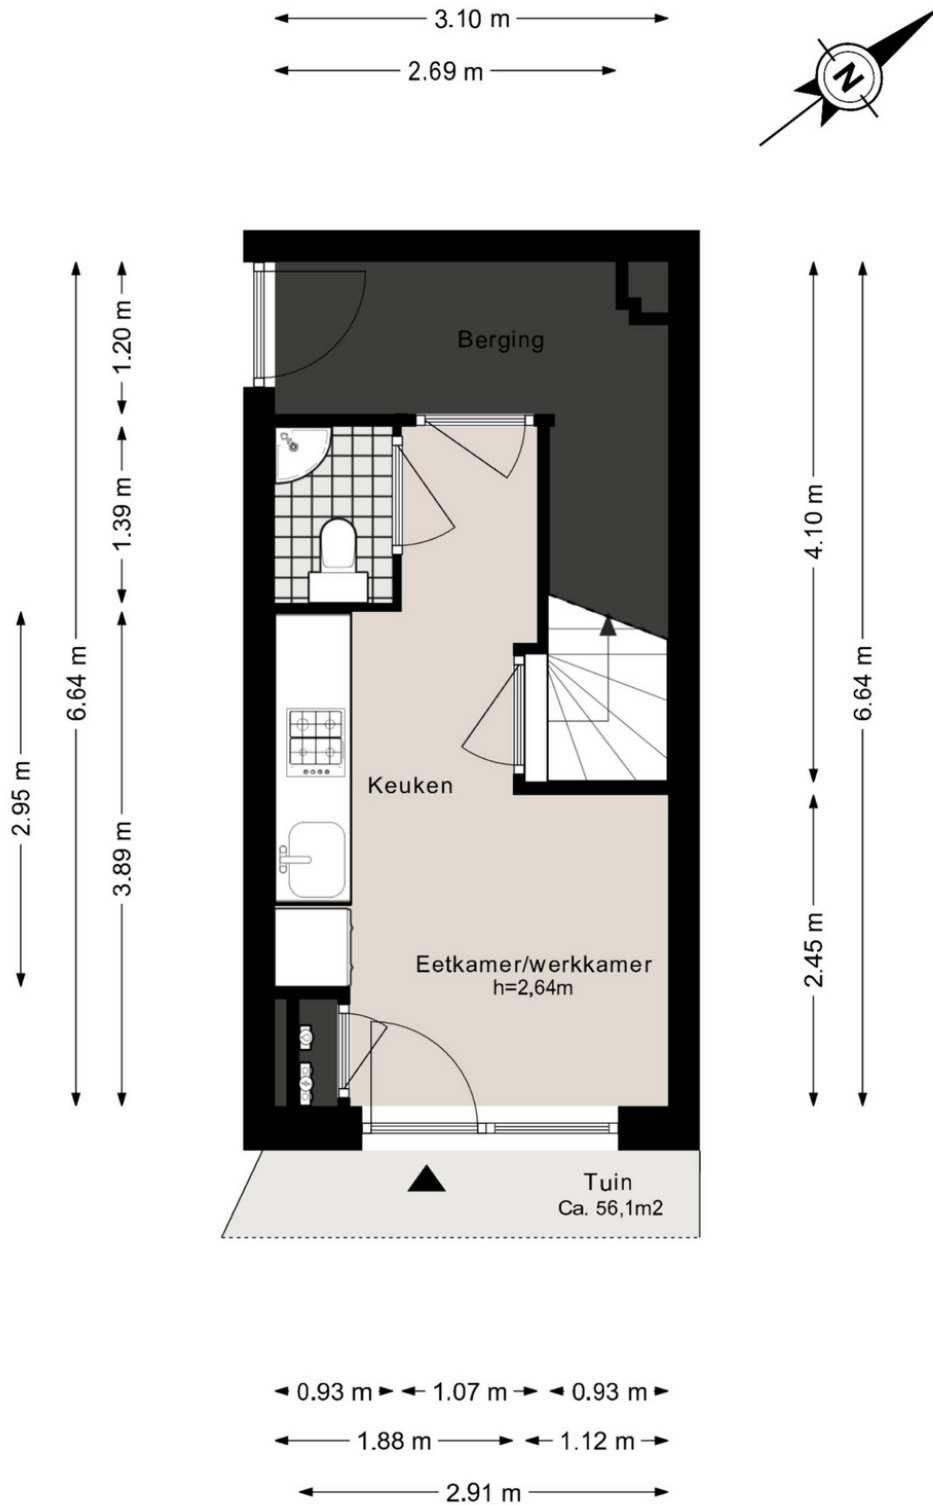 3.10 m
2.69 m
N
Berging
1.20 m
1.39 m
4.10 m
6.64 m
6.64 m
2.95 m
3.89 m
Keuken
2.45 m
Eetkamer/werkkamer
h=2,64m
Tuin
Ca. 56,1m2
0.93 m
1.07 m
0.93 m
1.88 m
1.12 m
2.91 m